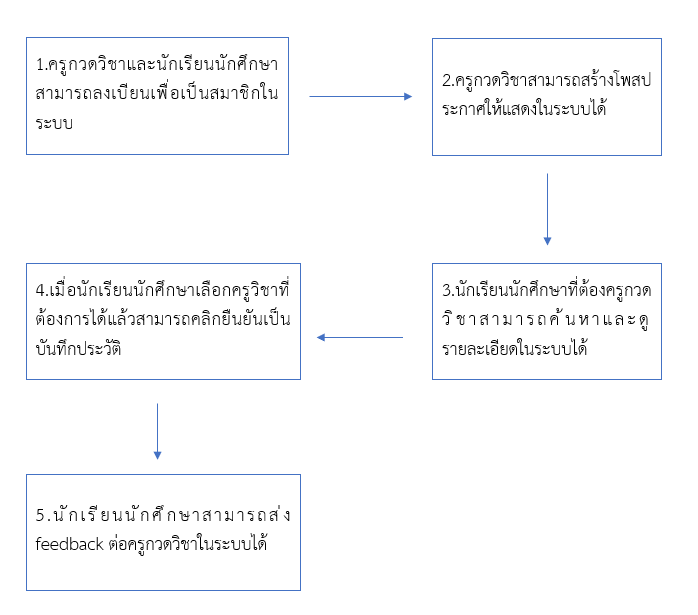 1.ครูกวดวิชาและนักเรียนนักศึกษา
สามารถลงเบียนเพื่อเป็นสมาชิกใน
ระบบ
2.ครูกวดวิชาสามารถสร้างโพสป
ระกาศให้แสดงในระบบได้
3.นักเรียนนักศึกษาที่ต้องครูกวด
วิชาสามารถค้นหาและดู
รายละเอียดในระบบได้
4.เมื่อนักเรียนนักศึกษาเลือกครูวิชาที่
ต้องการได้แล้วสามารถคลิกยืนยันเป็น
บันทึกประวัติ
5.นักเรียนนักศึกษาสามารถส่ง
feedback ต่อครูกวดวิชาในระบบได้